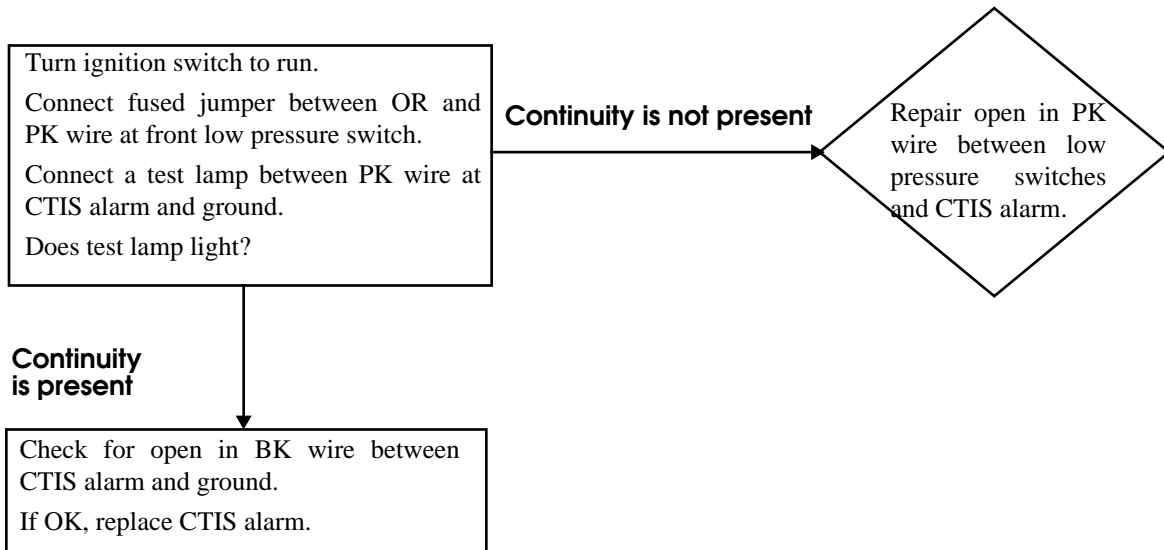 Turn ignition switch to run.
Connect fused jumper between OR and
PK wire at front low pressure switch.
Connect a test lamp between PK wire at
CTIS alarm and ground.
Does test lamp light?
Continuity is not present
Repair open in PK
wire between low
pressure switches
and CTIS alarm.
Continuity
is present
Check for open in BK wire between
CTIS alarm and ground.
If OK, replace CTIS alarm.